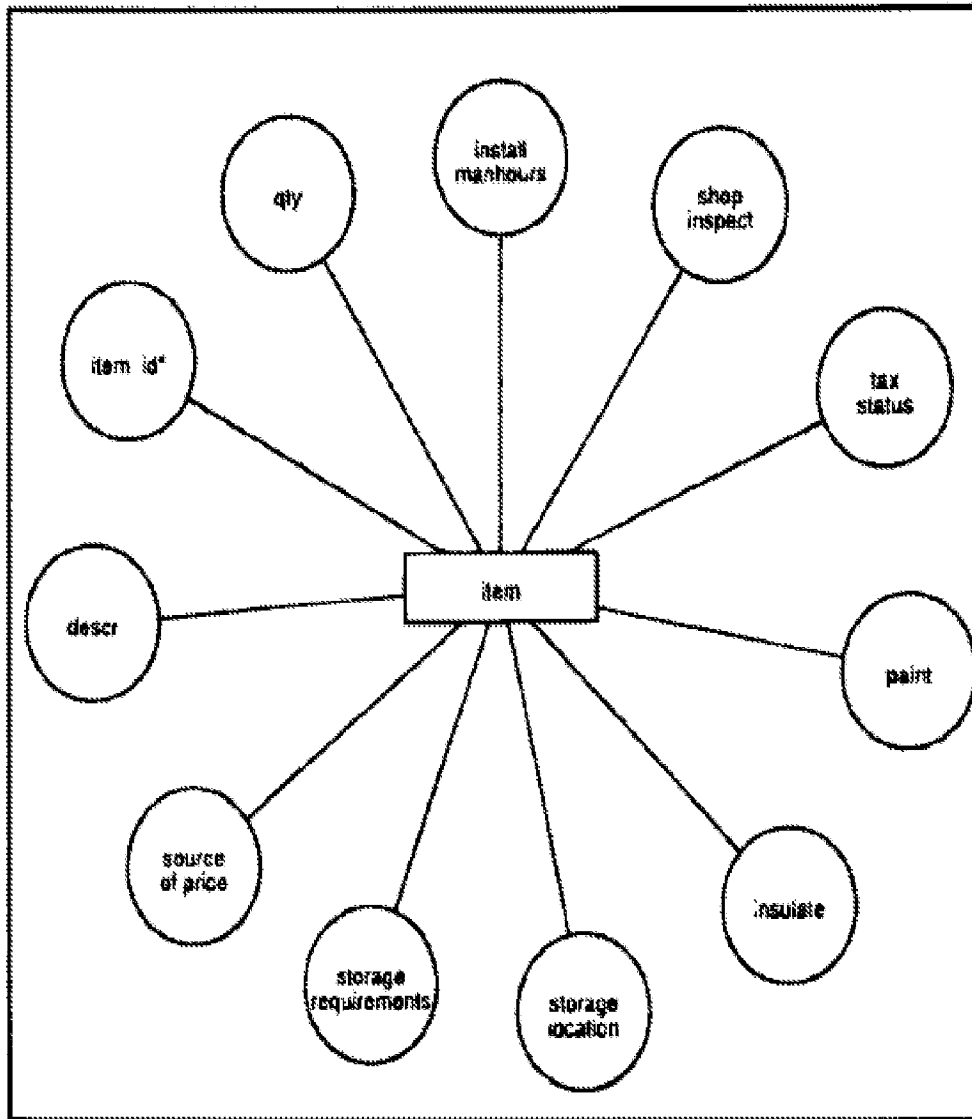 install
manhours
qty
shop
inspect
item id*
tax
status
item
descr
paint
source
of price
insulate
storage
requirements
storage
location